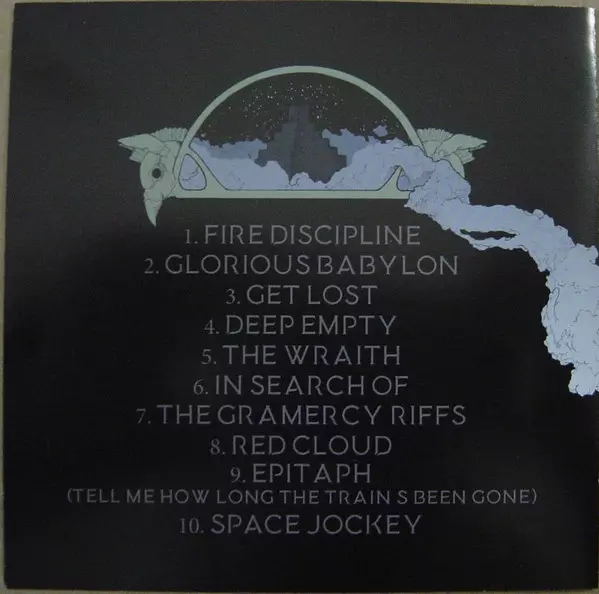 1. FIRE DISCIPLINE
2. GLORIOUS BABYLON
3. GET LOST
4. DEEP EMPTY
5. THE WRAITH
6. IN SEARCH OF
7. THE GRAMERCY RIFFS
8. RED CLOUD
9. EPITAPH
(TELL ME HOW LONG THE TRAIN S BEEN GONE)
10. SPACE JOCKEY